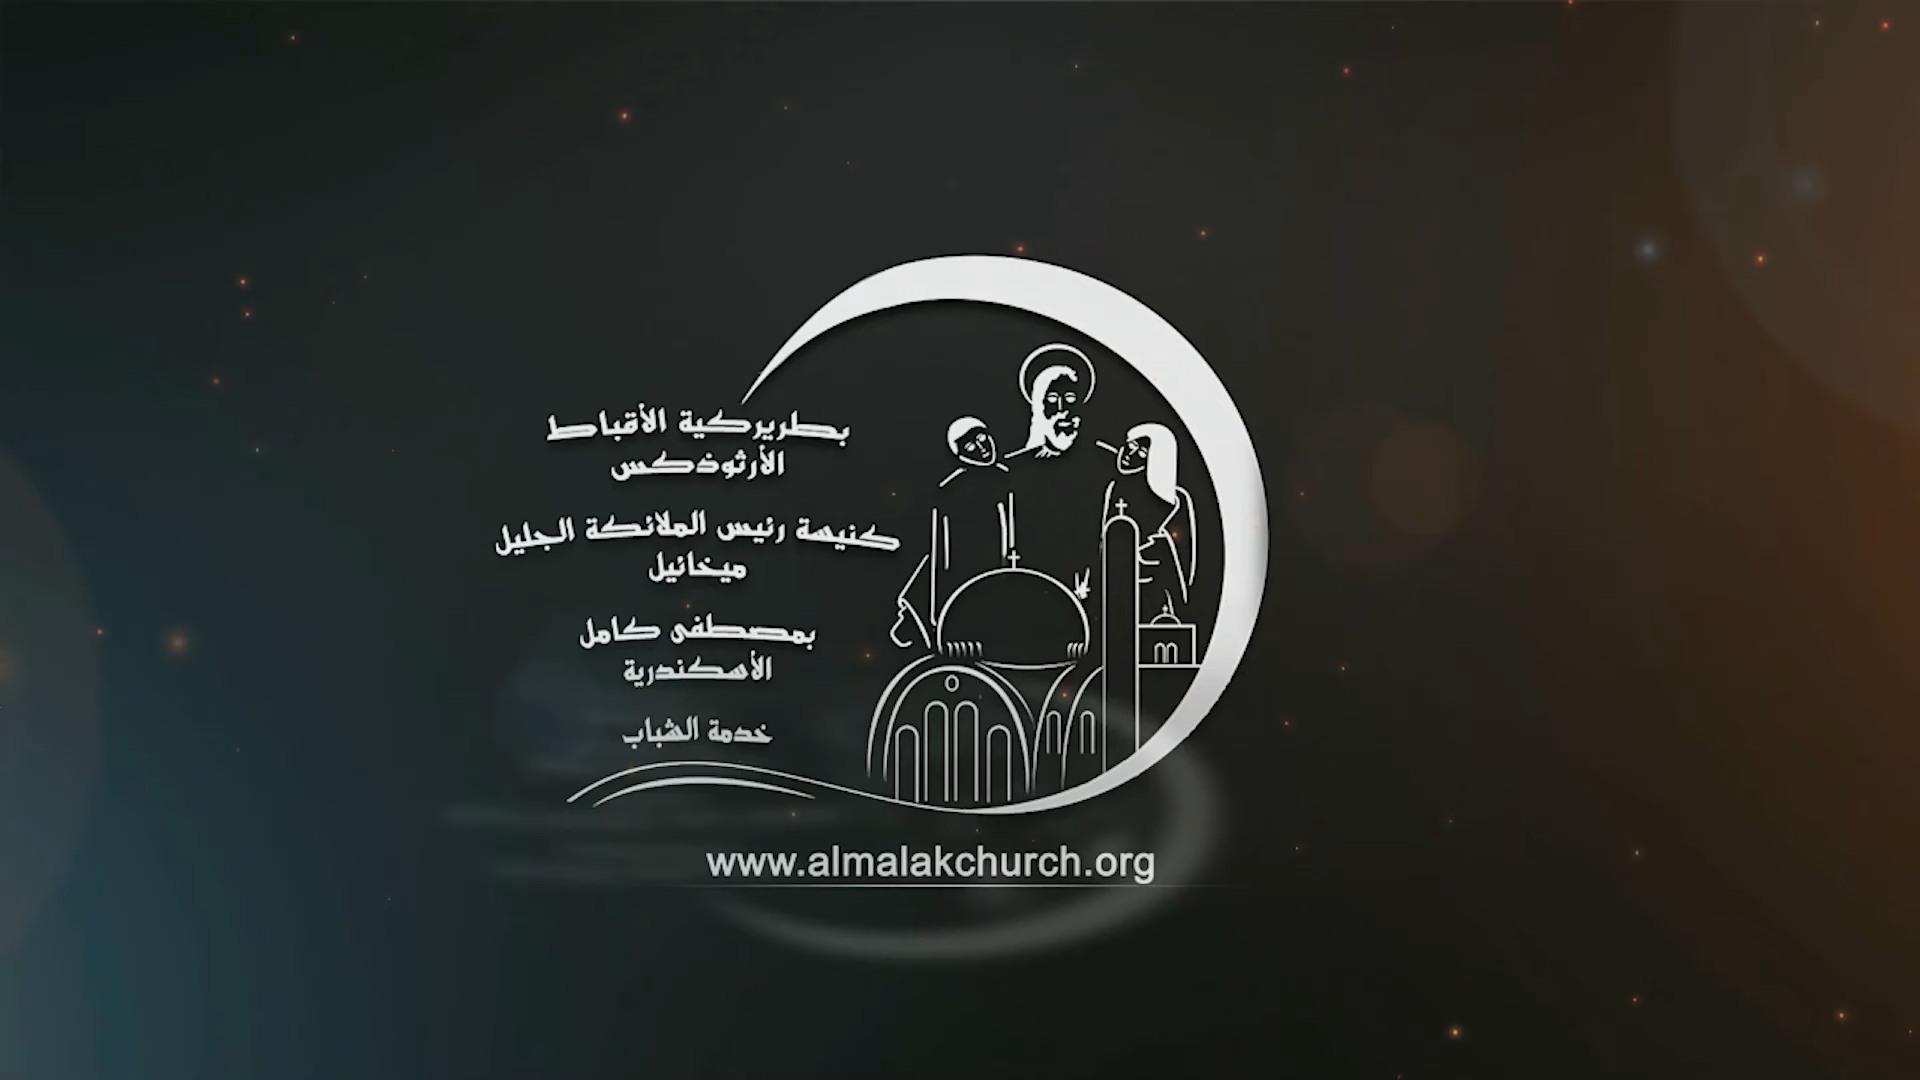 بطريركية الأقباط
الأرثوذكس
كنيسة رئيس الملائكة الجليل
ميخائيل
بمصطفى كامل
الأسكندرية
خدمة الشباب
www.almalakchurch.org